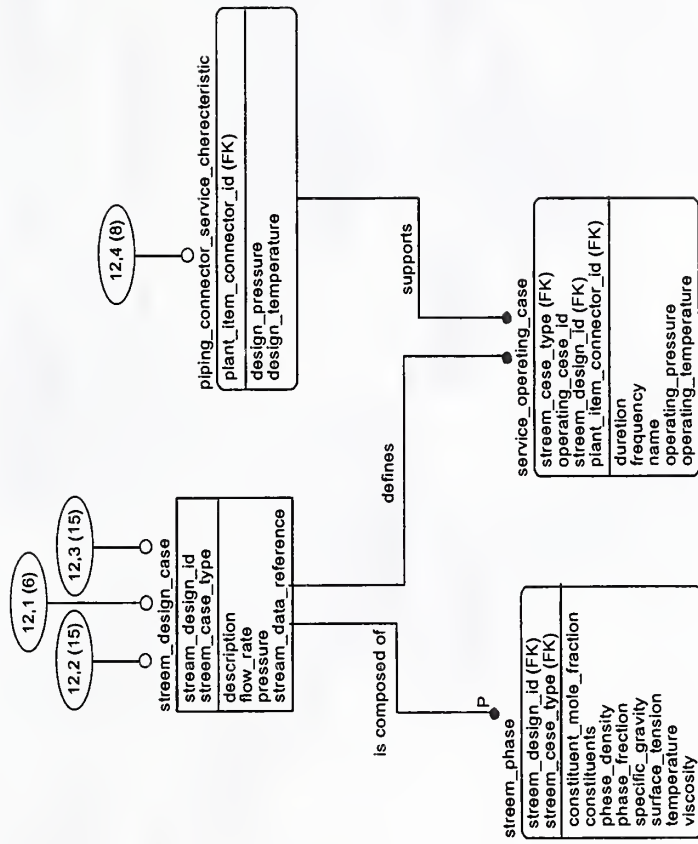 12,4 (8)
piping_connector_service_cherecteristic
plant_item_connector_id (FK)
design_pressure
design_temperature
12,1 (6)
12,2 (15)
12,3 (15)
streem_design_case
stream_design_id
streem_case_type
description
flow_rate
pressure
stream_data_reference
supports
defines
is composed of
P
service_operating_case
streem_cese_type (FK)
operating_cese_id
streem_design_id (FK)
plant_item_connector_id (FK)
duretion
frequency
name
operating_pressure
operating_temperature
streem_phase
streem_design_id (FK)
streem_cese_type (FK)
constituent_mole_fraction
constituents
phese_density
phase_frection
specific_gravity
surface_tension
temperature
viscosity